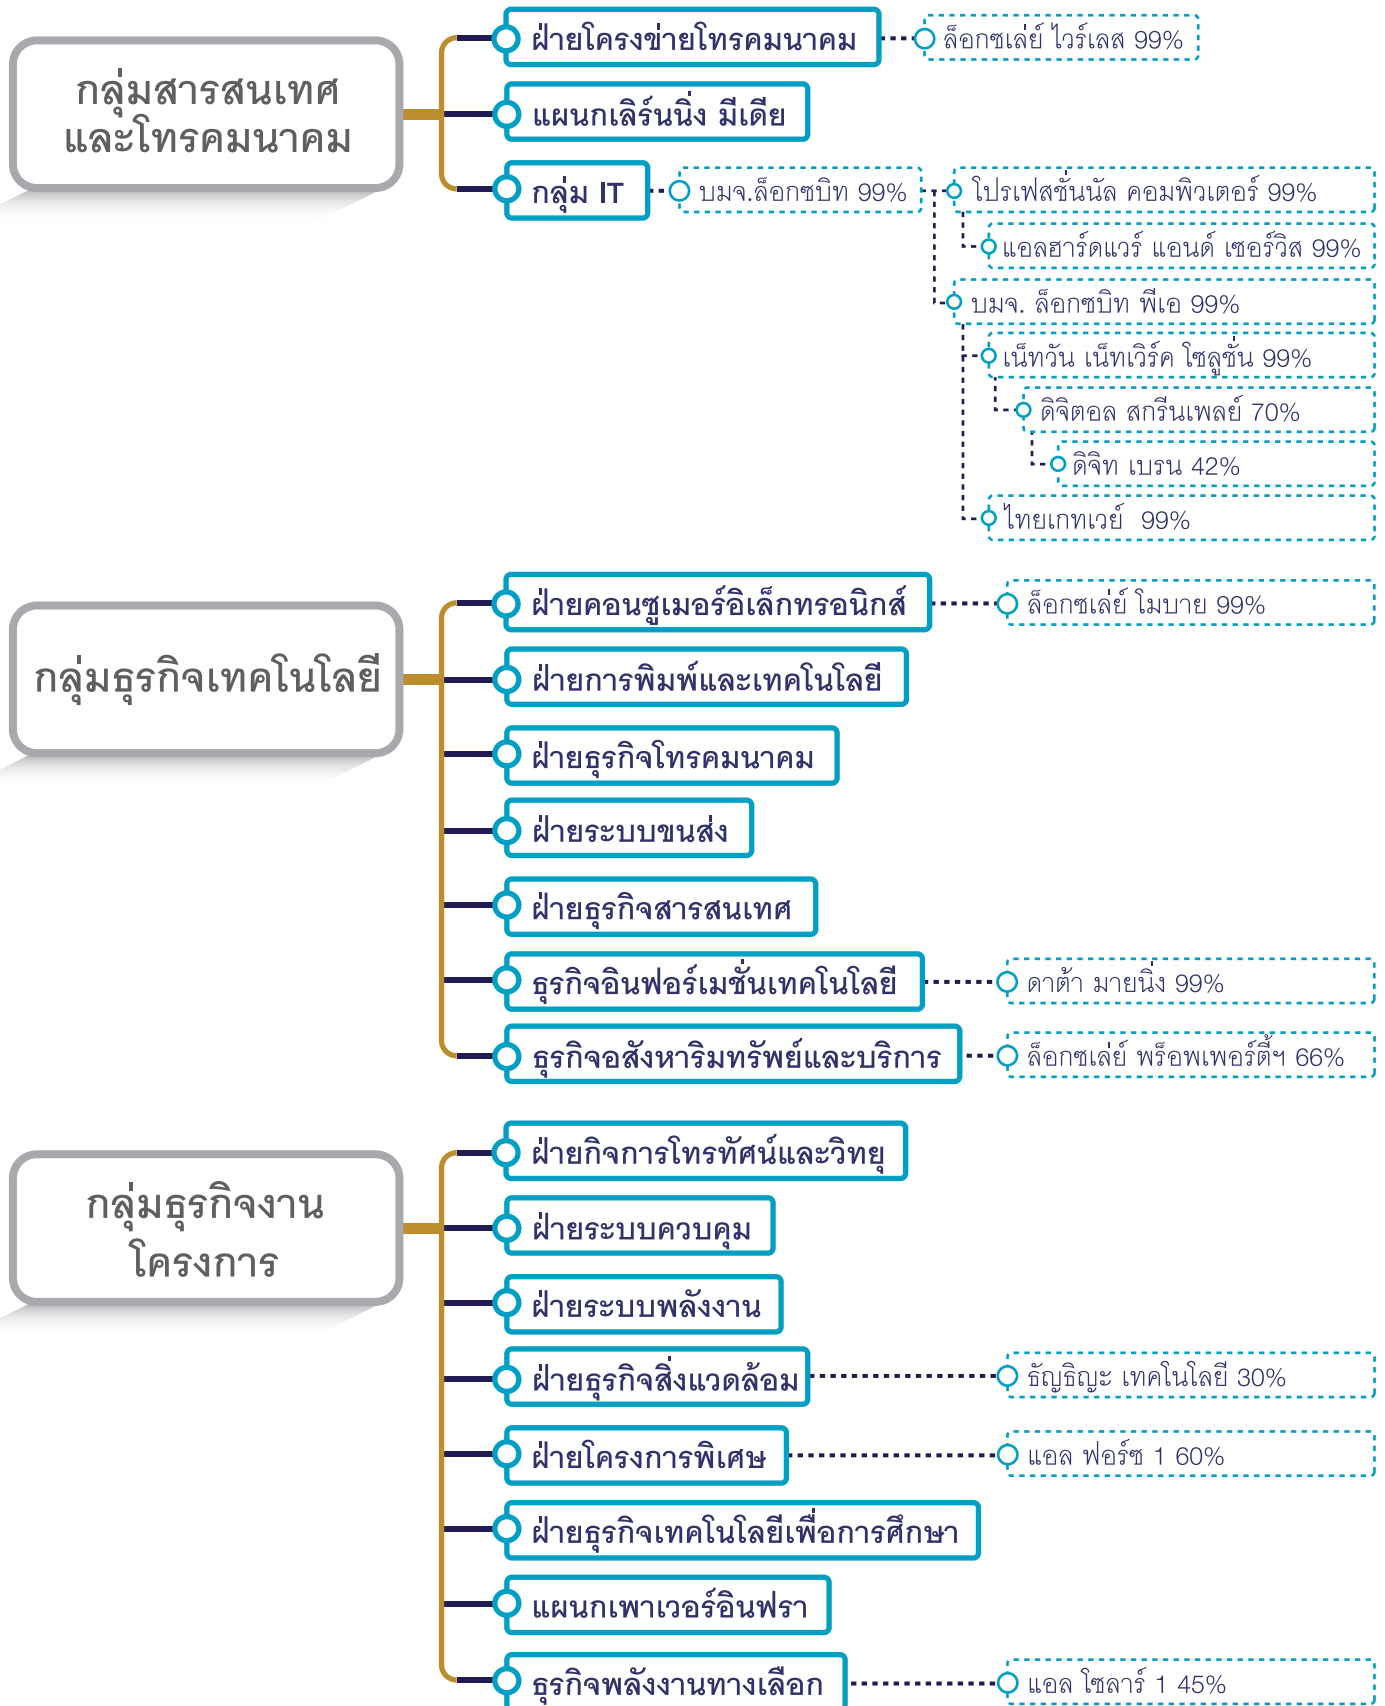 กลุ่มสารสนเทศ
และโทรคมนาคม
ฝ่ายโครงข่ายโทรคมนาคม
ล็อกซเล่ย์ ไวร์เลส 99%
แผนกเลิร์นนิ่ง มีเดีย
กลุ่ม IT
บมจ.ล็อกซบิท 99%
โปรเฟสชั่นนัล คอมพิวเตอร์ 99%
แอลฮาร์ดแวร์ แอนด์ เซอร์วิส 99%
บมจ. ล็อกซบิท พีเอ 99%
เน็ทวัน เน็ทเวิร์ค โซลูชั่น 99%
ดิจิตอล สกรีนเพลย์ 70%
ดิจิท เบรน 42%
ไทยเกทเวย์ 99%
กลุ่มธุรกิจเทคโนโลยี
ฝ่ายคอนซูเมอร์อิเล็กทรอนิกส์
ล็อกซเล่ย์ โมบาย 99%
ฝ่ายการพิมพ์และเทคโนโลยี
ฝ่ายธุรกิจโทรคมนาคม
ฝ่ายระบบขนส่ง
ฝ่ายธุรกิจสารสนเทศ
ธุรกิจอินฟอร์เมชั่นเทคโนโลยี
ดาต้า มายนิ่ง 99%
ธุรกิจอสังหาริมทรัพย์และบริการ
ล็อกซเล่ย์ พร็อพเพอร์ตี้ฯ 66%
กลุ่มธุรกิจงาน
โครงการ
ฝ่ายกิจการโทรทัศน์และวิทยุ
ฝ่ายระบบควบคุม
ฝ่ายระบบพลังงาน
ฝ่ายธุรกิจสิ่งแวดล้อม
ธัญธิญะ เทคโนโลยี 30%
ฝ่ายโครงการพิเศษ
แอล ฟอร์ซ 1 60%
ฝ่ายธุรกิจเทคโนโลยีเพื่อการศึกษา
แผนกเพาเวอร์อินฟรา
ธุรกิจพลังงานทางเลือก
แอล โซลาร์ 1 45%